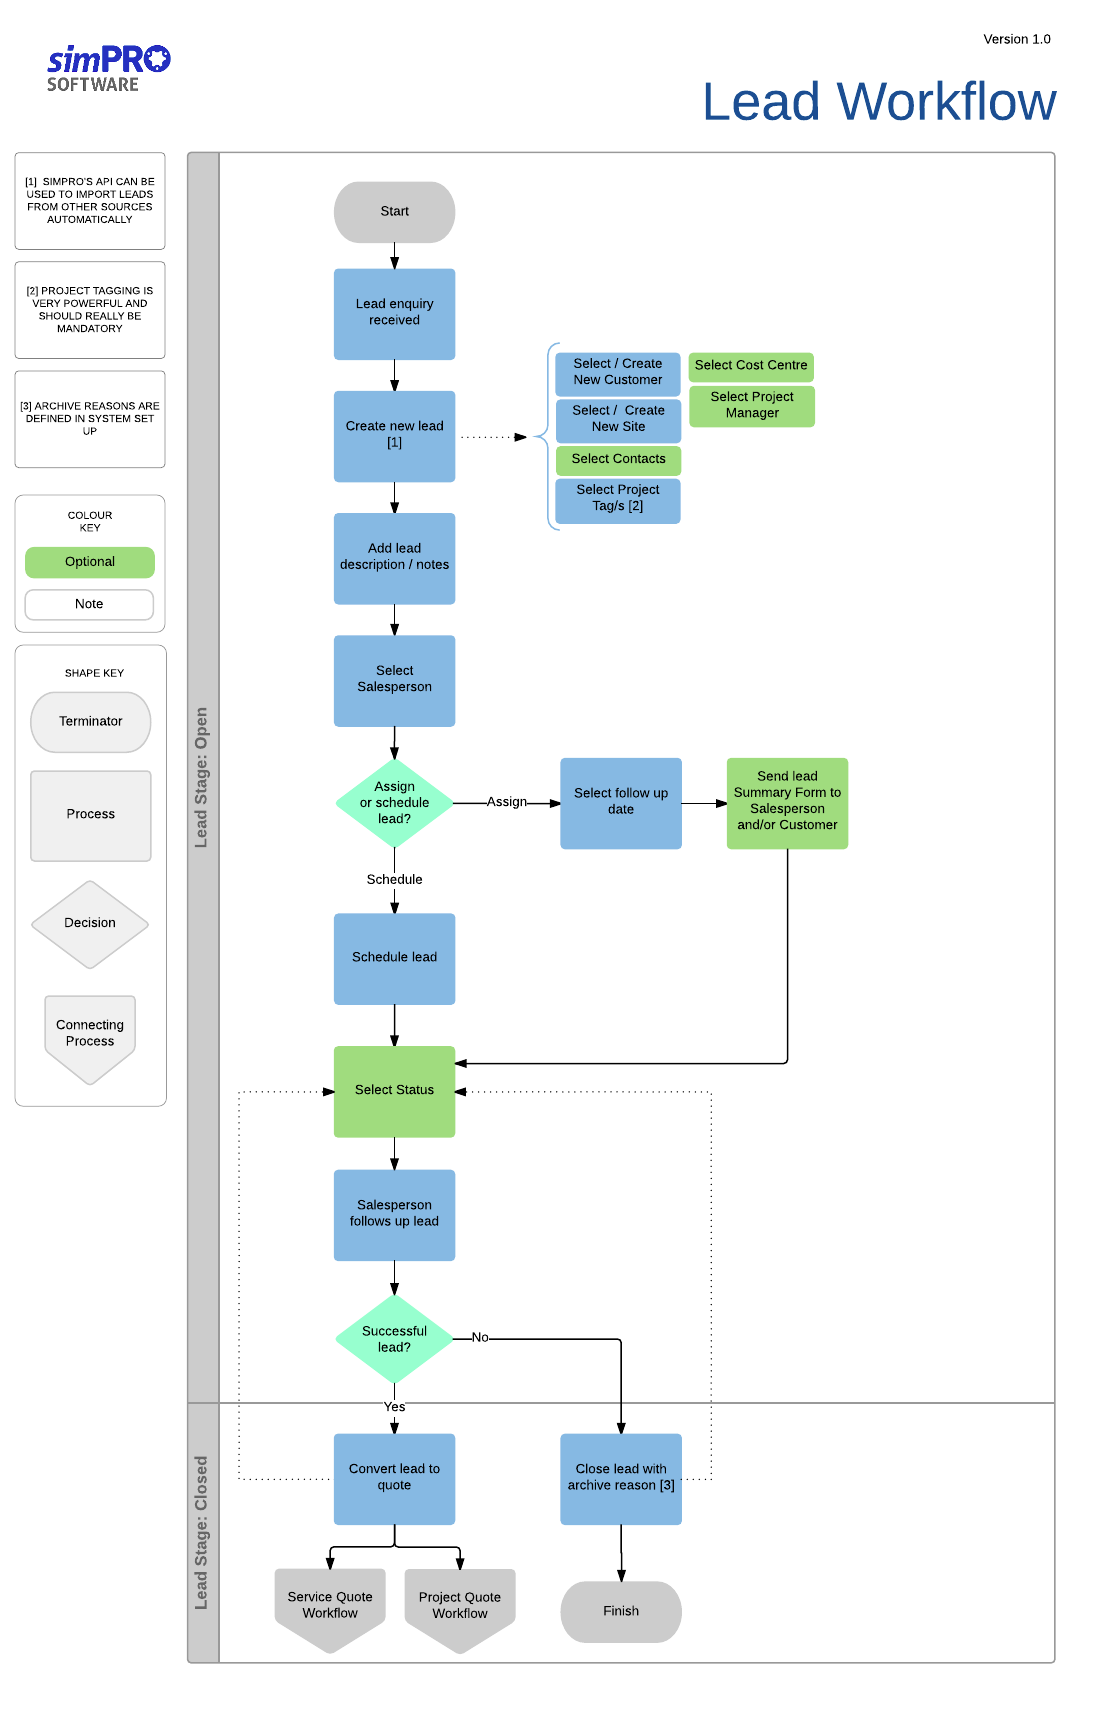 Version 1.0
simPRO
SOFTWARE
Lead Workflow
[1] SIMPRO'S API CAN BE
USED TO IMPORT LEADS
FROM OTHER SOURCES
AUTOMATICALLY
[2] PROJECT TAGGING IS
VERY POWERFUL AND
SHOULD REALLY BE
MANDATORY
[3] ARCHIVE REASONS ARE
DEFINED IN SYSTEM SET
UP
COLOUR
KEY
Optional
Note
SHAPE KEY
Terminator
Process
Decision
Connecting
Process
Lead Stage: Open
Start
Lead enquiry
received
Create new lead
[1]
Select / Create
New Customer
Select / Create
New Site
Select Contacts
Select Project
Tag/s [2]
Select Cost Centre
Select Project
Manager
Add lead
description / notes
Select
Salesperson
Assign
or schedule
lead?
Assign
Select follow up
date
Send lead
Summary Form to
Salesperson
and/or Customer
Schedule
Schedule lead
Select Status
Salesperson
follows up lead
Successful
lead?
No
Yes
Lead Stage: Closed
Convert lead to
quote
Close lead with
archive reason [3]
Service Quote
Workflow
Project Quote
Workflow
Finish